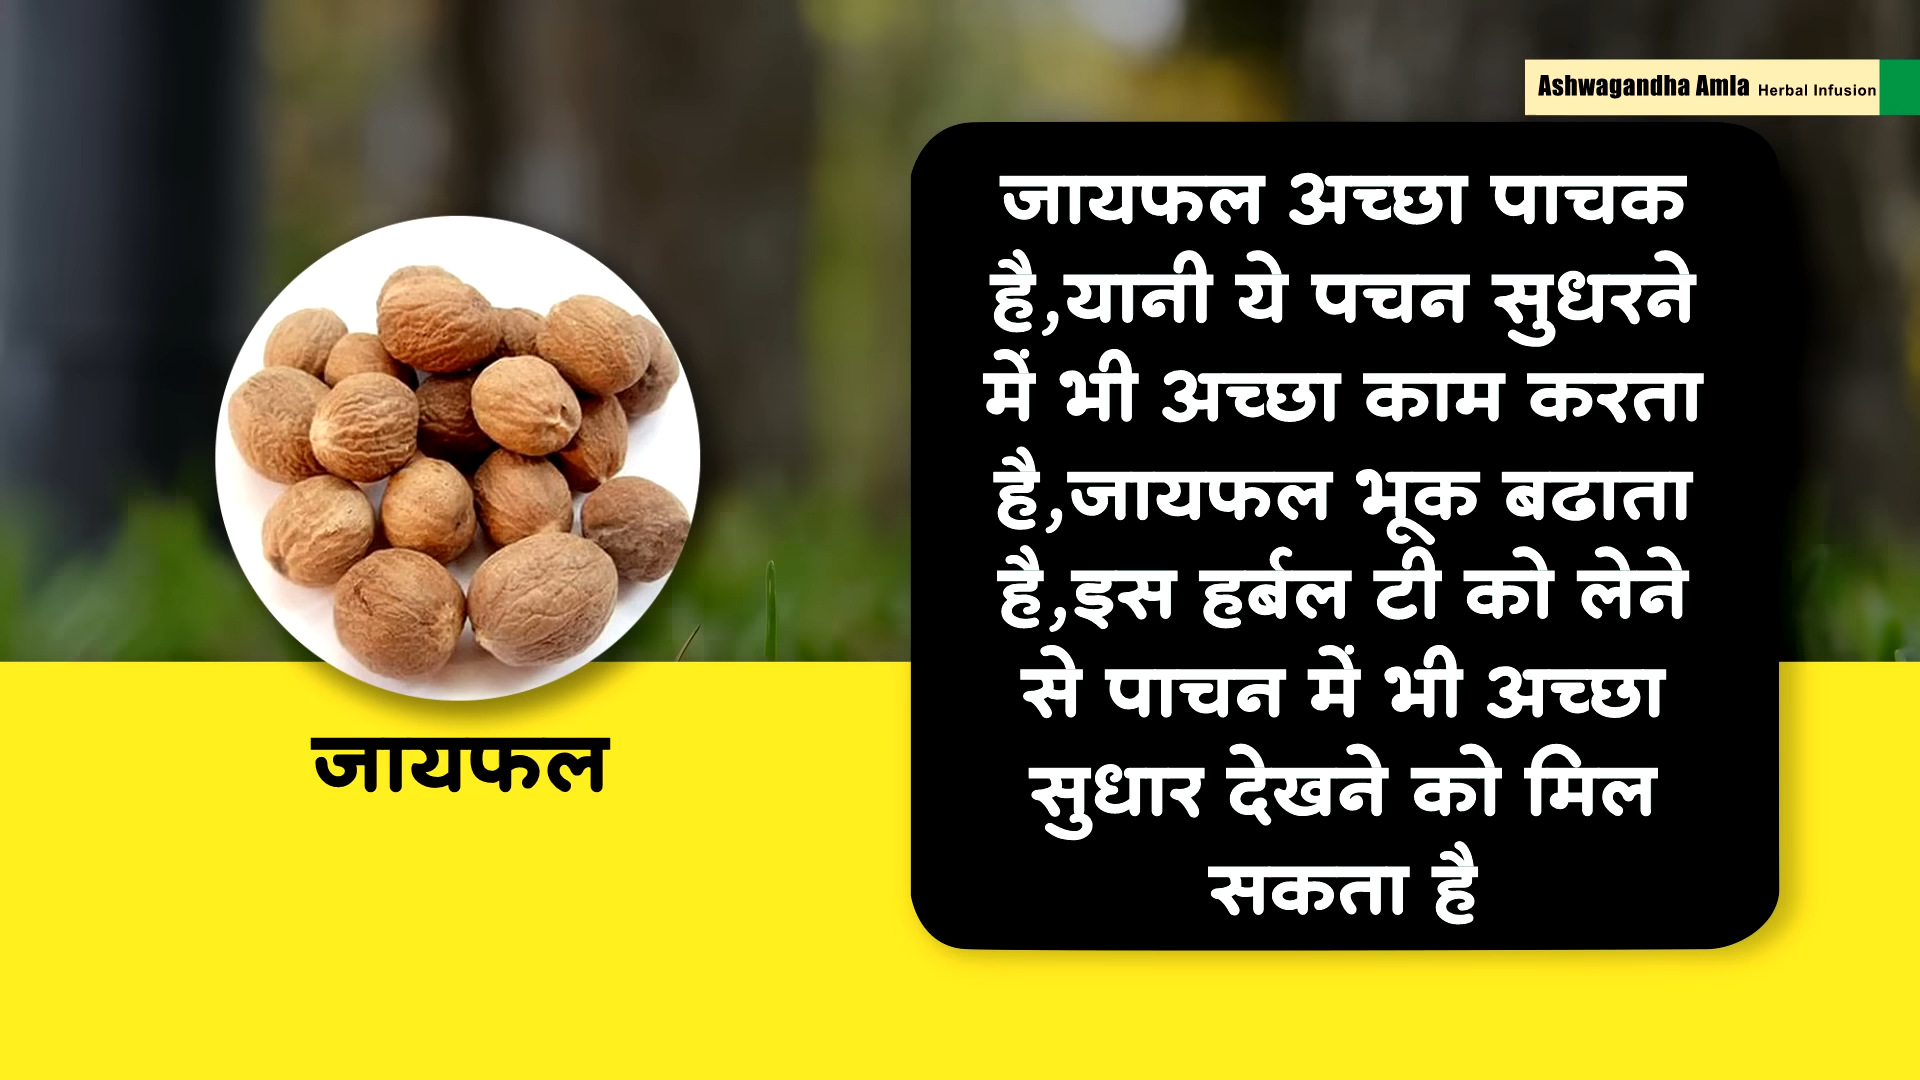 Ashwagandha Amla Herbal Infusion
जायफल अच्छा पाचक
है,यानी ये पचन सुधरने
में भी अच्छा काम करता
है,जायफल भूक बढाता
है,इस हर्बल टी को लेने
से पाचन में भी अच्छा
सुधार देखने को मिल
सकता है
जायफल